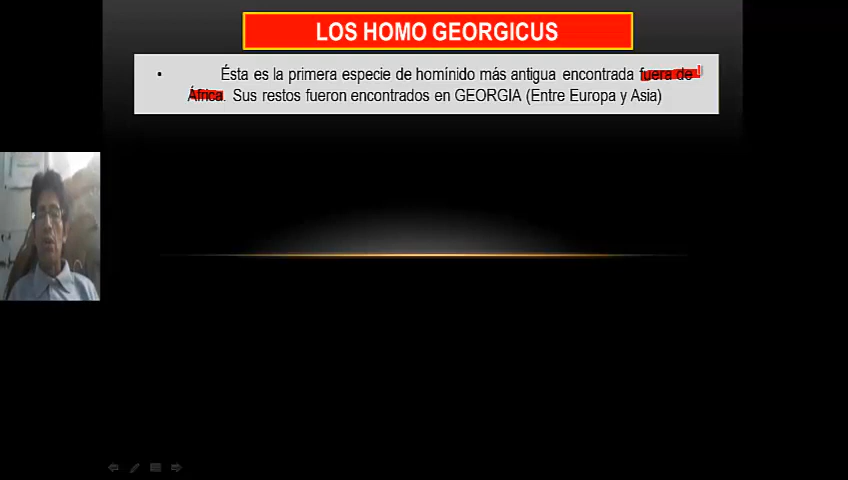 LOS HOMO GEORGICUS
• Ésta es la primera especie de homínido más antigua encontrada fuera de
África. Sus restos fueron encontrados en GEORGIA (Entre Europa y Asia)